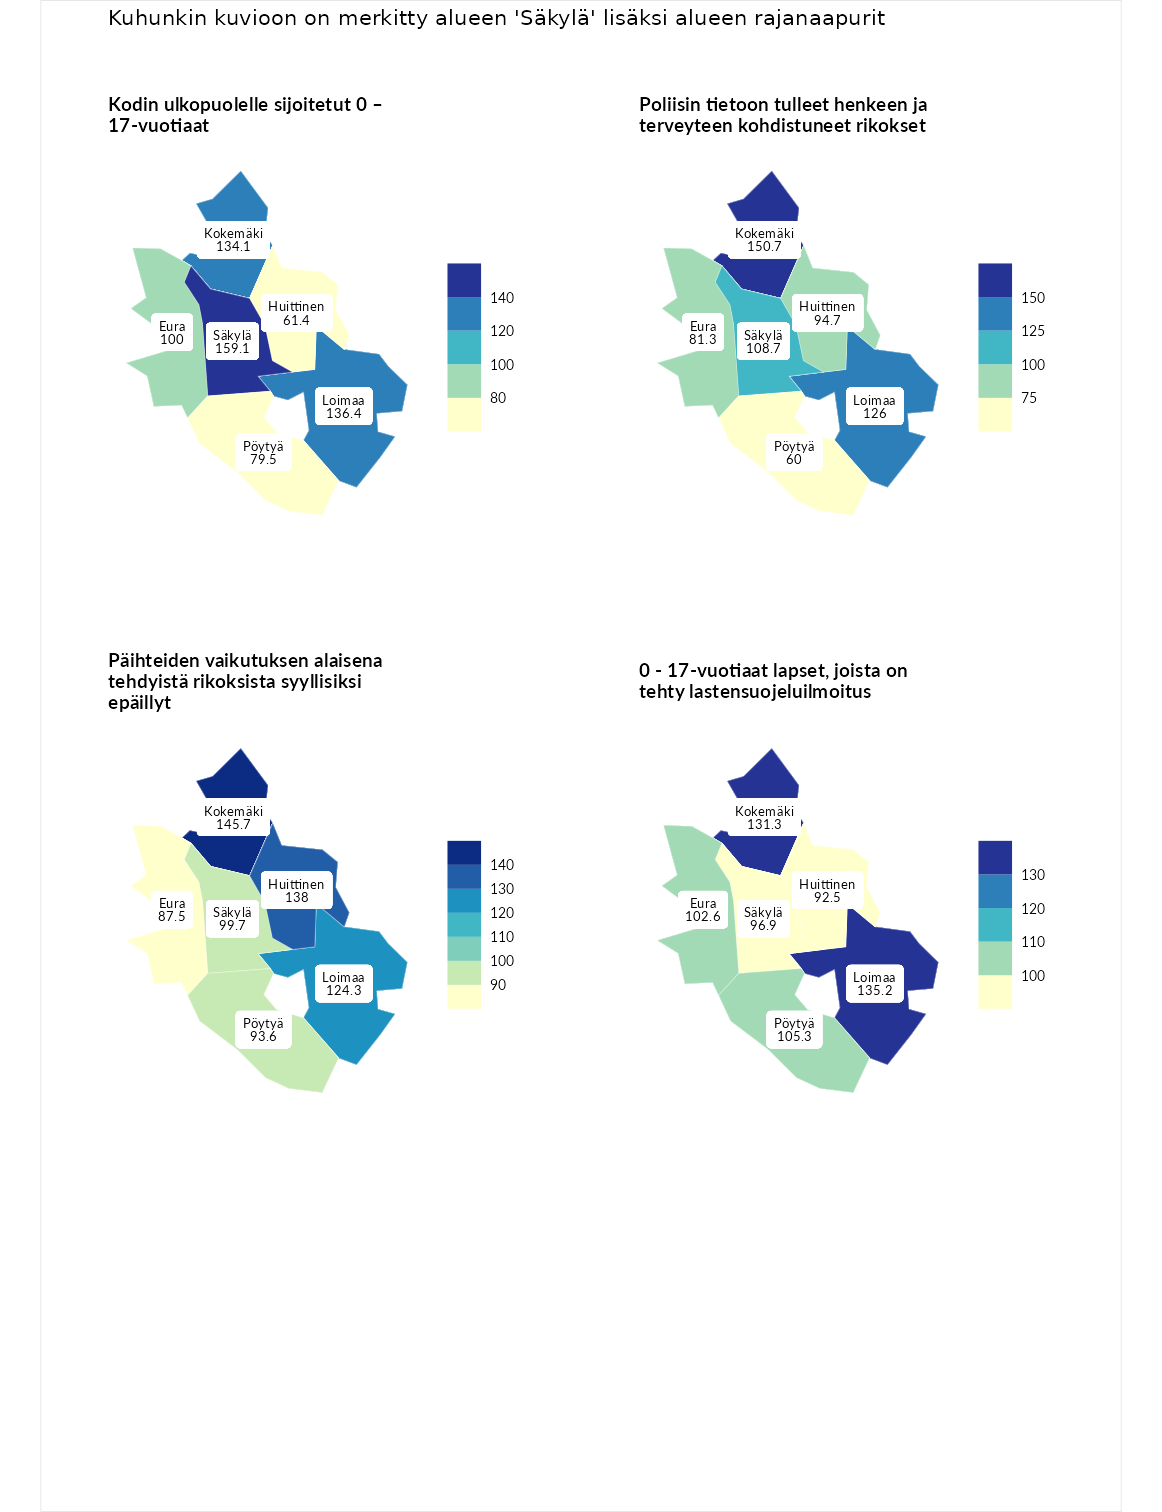 Kuhunkin kuvioon on merkitty alueen 'Säkylä' lisäksi alueen rajanaapurit
Kodin ulkopuolelle sijoitetut 0 –
17-vuotiaat
Kokemäki
134.1
Huittinen
61.4
Eura
100
Säkylä
159.1
Loimaa
136.4
Pöytyä
79.5
140
120
100
80
Poliisin tietoon tulleet henkeen ja
terveyteen kohdistuneet rikokset
Kokemäki
150.7
Huittinen
94.7
Eura
81.3
Säkylä
108.7
Loimaa
126
Pöytyä
60
150
125
100
75
Päihteiden vaikutuksen alaisena
tehdyistä rikoksista syyllisiksi
epäillyt
Kokemäki
145.7
Huittinen
138
Eura
87.5
Säkylä
99.7
Loimaa
124.3
Pöytyä
93.6
140
130
120
110
100
90
0 - 17-vuotiaat lapset, joista on
tehty lastensuojeluilmoitus
Kokemäki
131.3
Huittinen
92.5
Eura
102.6
Säkylä
96.9
Loimaa
135.2
Pöytyä
105.3
130
120
110
100